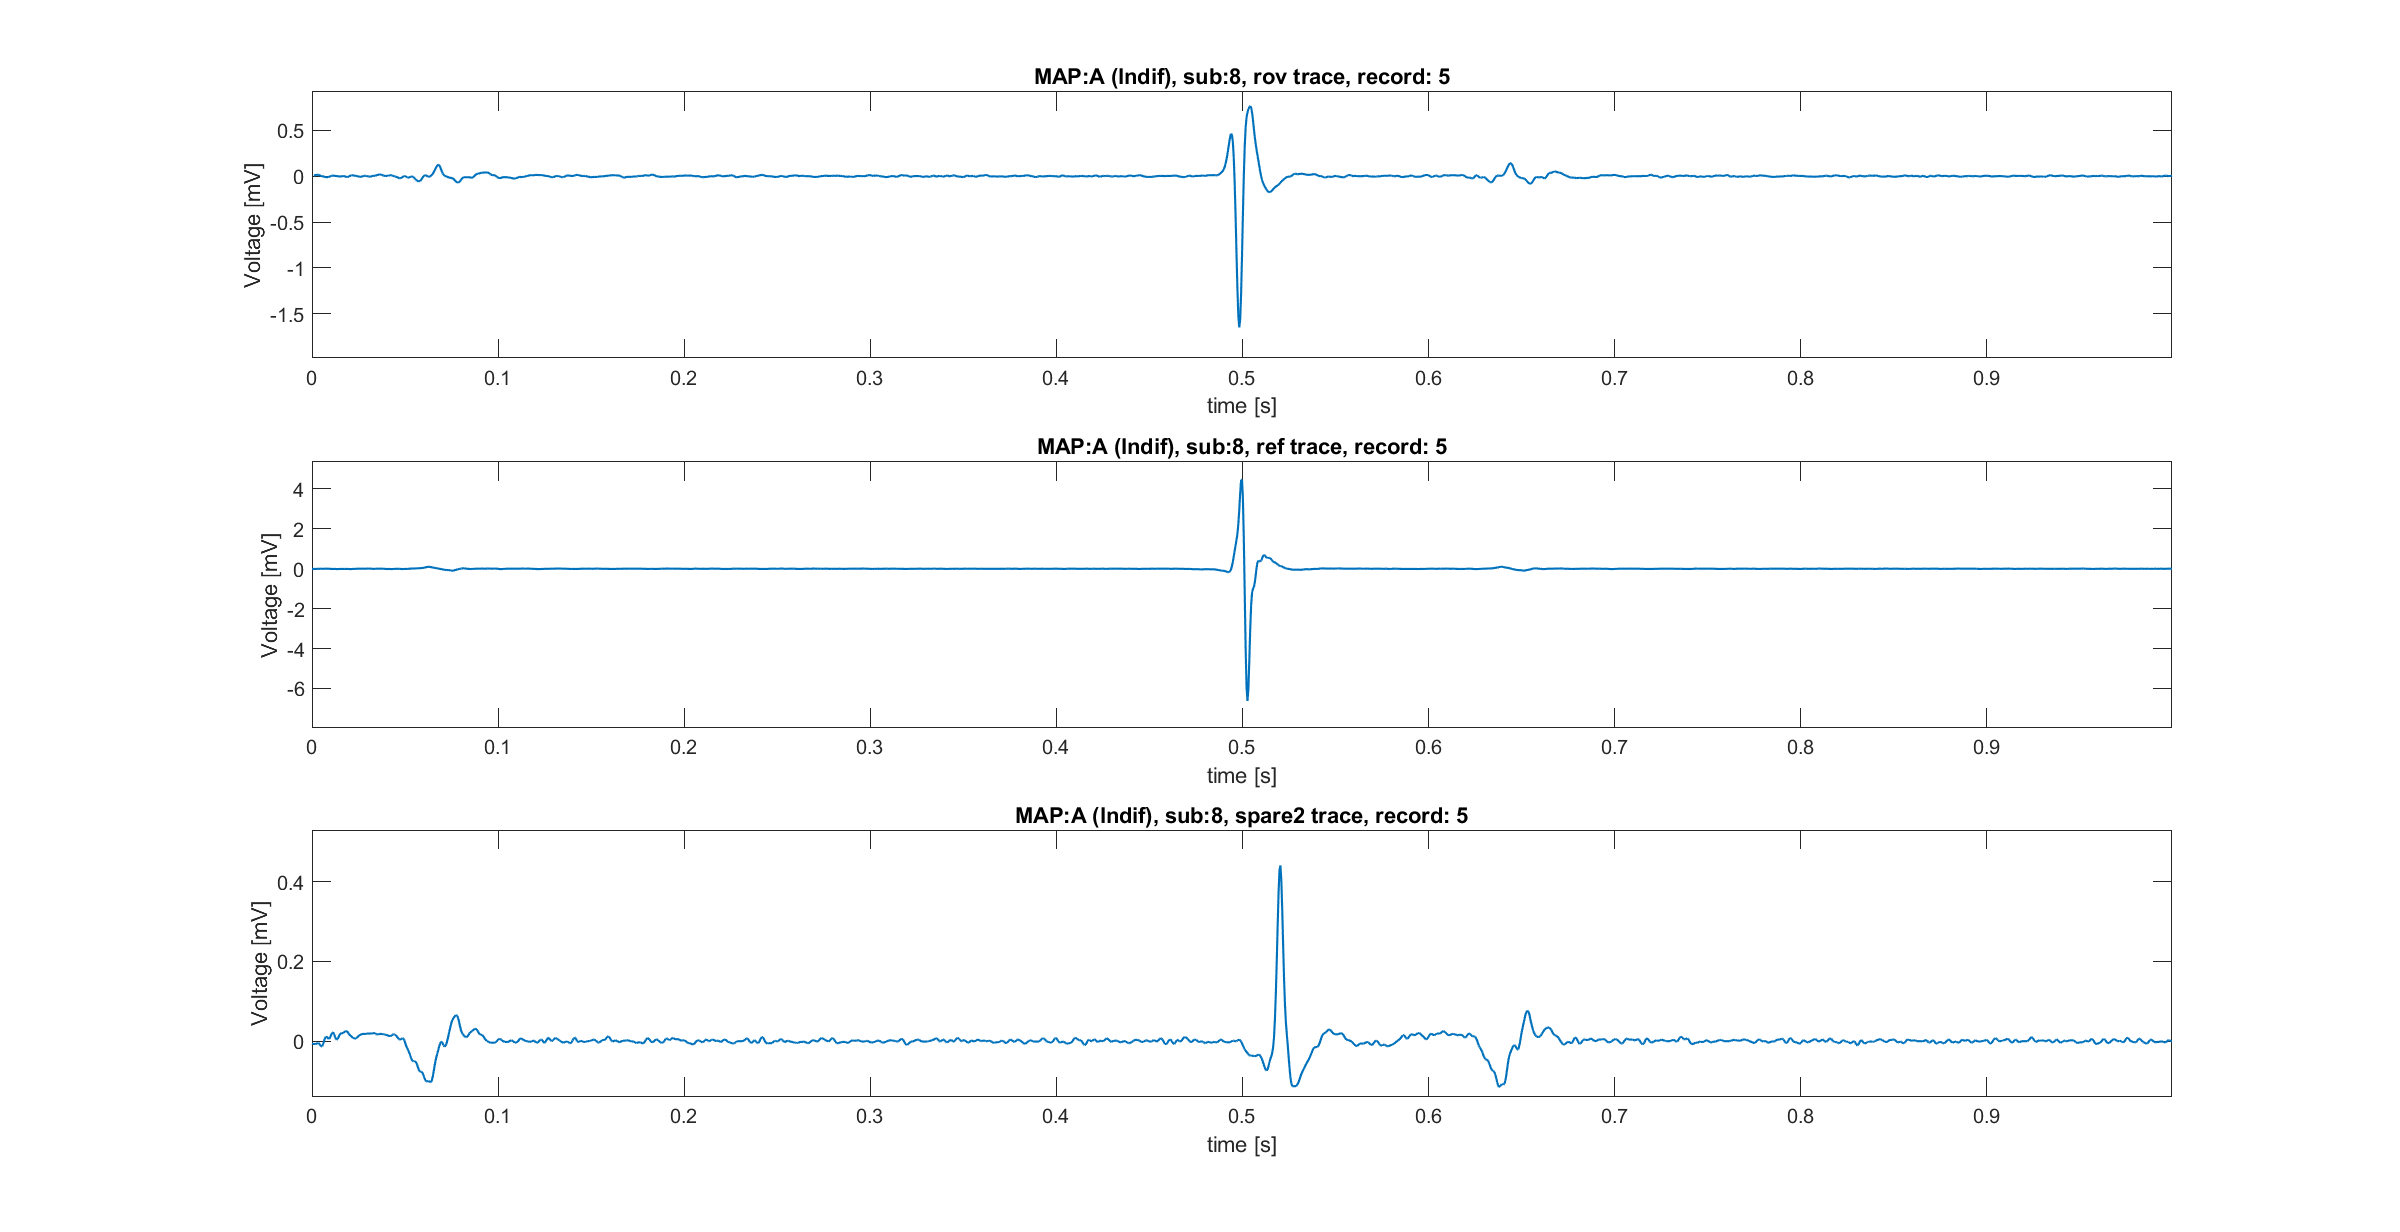 MAP:A (Indif), sub:8, rov trace, record: 5
Voltage [mV]
0.5
0
-0.5
-1
-1.5
0 0.1 0.2 0.3 0.4 0.5 0.6 0.7 0.8 0.9
time [s]
MAP:A (Indif), sub:8, ref trace, record: 5
Voltage [mV]
4
2
0
-2
-4
-6
0 0.1 0.2 0.3 0.4 0.5 0.6 0.7 0.8 0.9
time [s]
MAP:A (Indif), sub:8, spare2 trace, record: 5
Voltage [mV]
0.4
0.2
0
0 0.1 0.2 0.3 0.4 0.5 0.6 0.7 0.8 0.9
time [s]